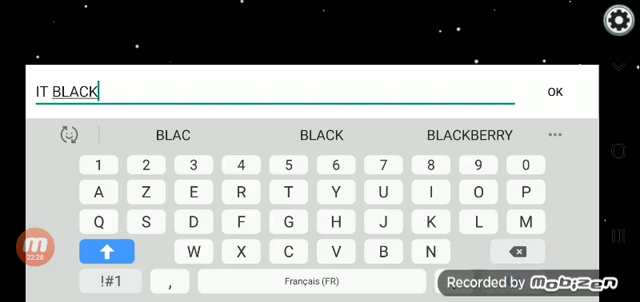 IT BLACK
OK
BLAC BLACK BLACKBERRY
1 2 3 4 5 6 7 8 9 0
A Z E R T Y U I O P
Q S D F G H J K L M
W X C V B N
22:28
!#1 , Français (FR)
Recorded by mobizen